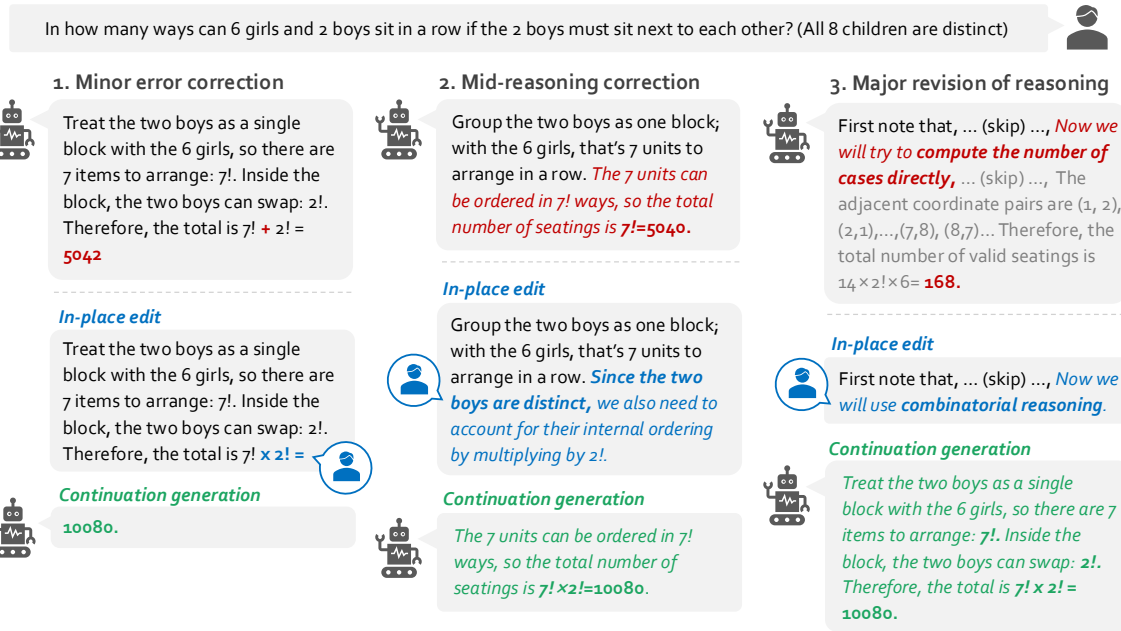 In how many ways can 6 girls and 2 boys sit in a row if the 2 boys must sit next to each other? (All 8 children are distinct)
1. Minor error correction
Treat the two boys as a single
block with the 6 girls, so there are
7 items to arrange: 7!. Inside the
block, the two boys can swap: 2!.
Therefore, the total is 7! + 2! =
5042
In-place edit
Treat the two boys as a single
block with the 6 girls, so there are
7 items to arrange: 7!. Inside the
block, the two boys can swap: 2!.
Therefore, the total is 7! x 2! =
Continuation generation
10080.
2. Mid-reasoning correction
Group the two boys as one block;
with the 6 girls, that's 7 units to
arrange in a row. The 7 units can
be ordered in 7! ways, so the total
number of seatings is 7!=5040.
In-place edit
Group the two boys as one block;
with the 6 girls, that's 7 units to
arrange in a row. Since the two
boys are distinct, we also need to
account for their internal ordering
by multiplying by 2!.
Continuation generation
The 7 units can be ordered in 7!
ways, so the total number of
seatings is 7!×2!=10080.
3. Major revision of reasoning
First note that, ... (skip) ..., Now we
will try to compute the number of
cases directly, ... (skip) ..., The
adjacent coordinate pairs are (1, 2),
(2,1),...,(7,8), (8,7)... Therefore, the
total number of valid seatings is
14×2!×6= 168.
In-place edit
First note that, ... (skip) ..., Now we
will use combinatorial reasoning.
Continuation generation
Treat the two boys as a single
block with the 6 girls, so there are 7
items to arrange: 7!. Inside the
block, the two boys can swap: 2!.
Therefore, the total is 7! x 2! =
10080.